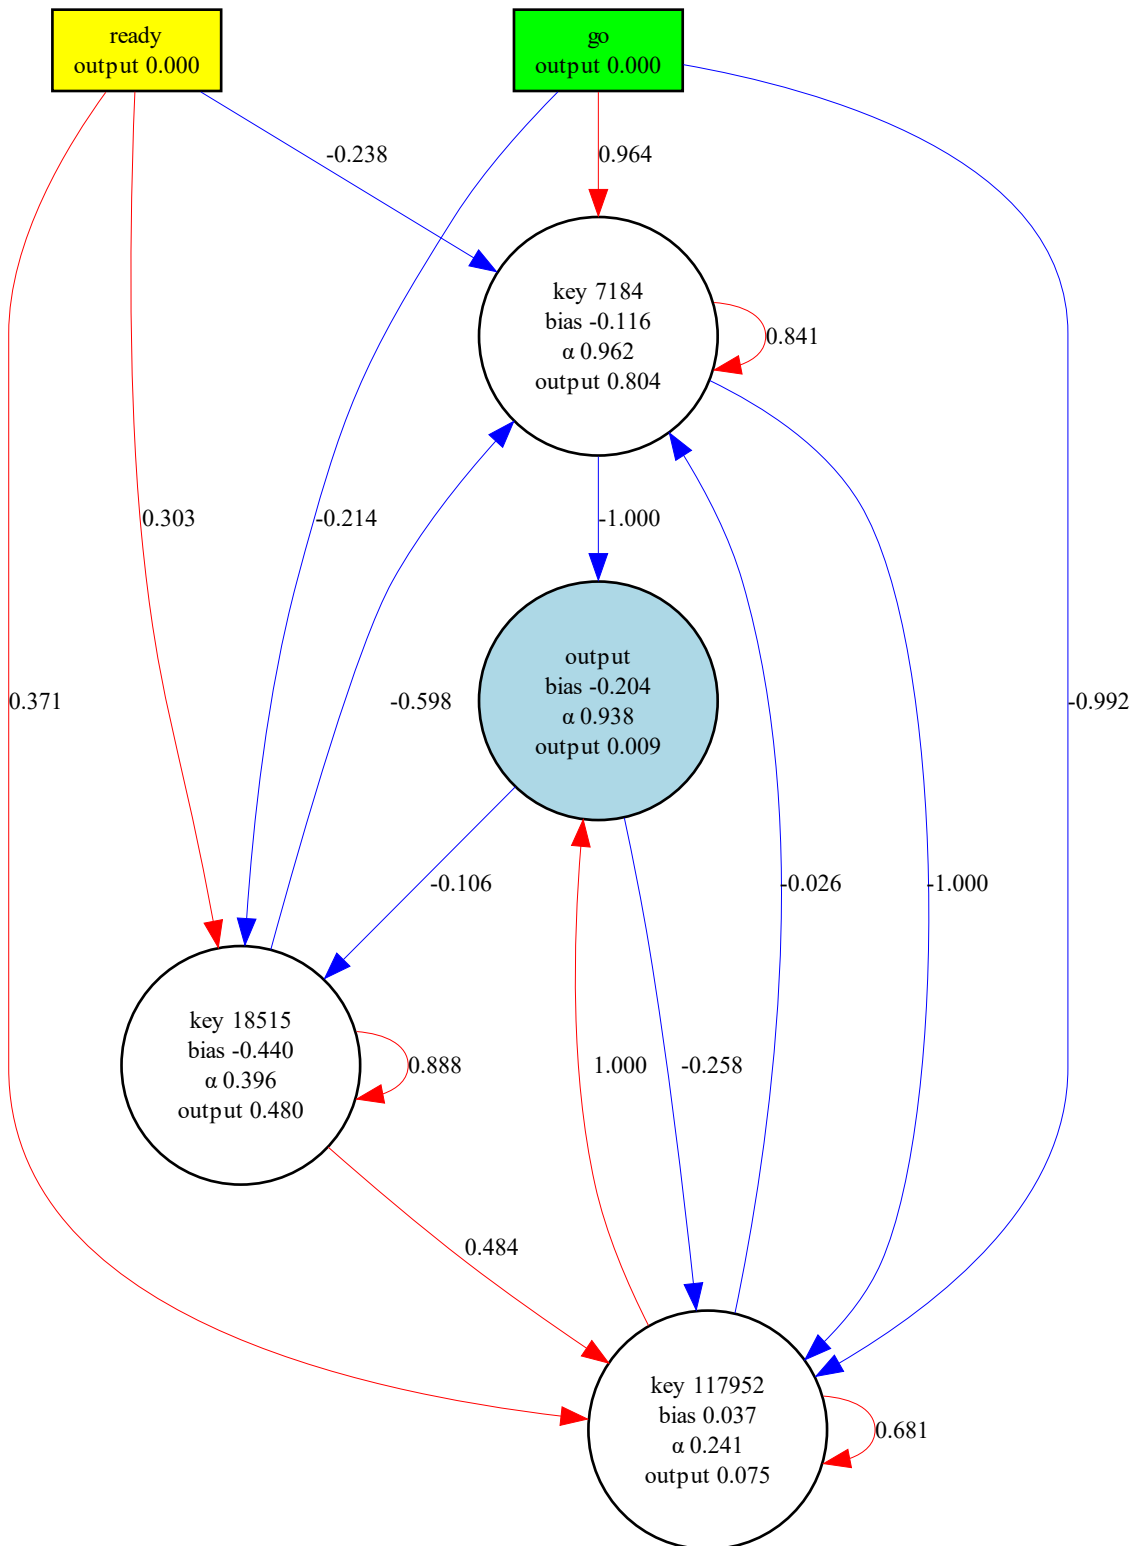 ready
output 0.000
go
output 0.000
-0.238
0.964
key 7184
bias -0.116
α 0.962
output 0.804
0.841
0.303
-0.214
-1.000
output
bias -0.204
α 0.938
output 0.009
0.371
-0.598
-0.992
-0.106
-0.026
-1.000
key 18515
bias -0.440
α 0.396
output 0.480
0.888
1.000
-0.258
0.484
key 117952
bias 0.037
α 0.241
output 0.075
0.681